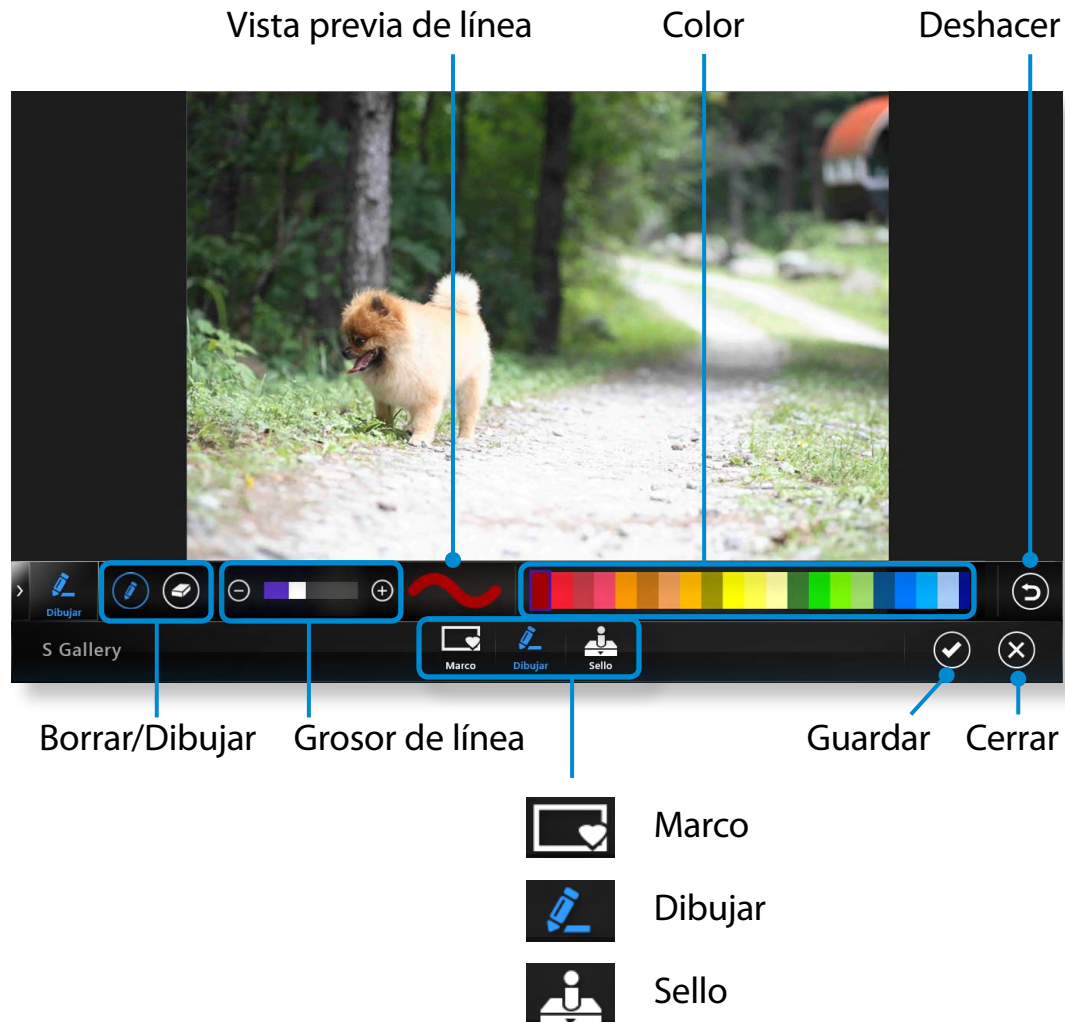 Vista previa de línea
Color
Deshacer
Dibujar
S Gallery
Marco
Dibujar
Sello
Borrar/Dibujar
Grosor de línea
Guardar
Cerrar
Marco
Dibujar
Sello